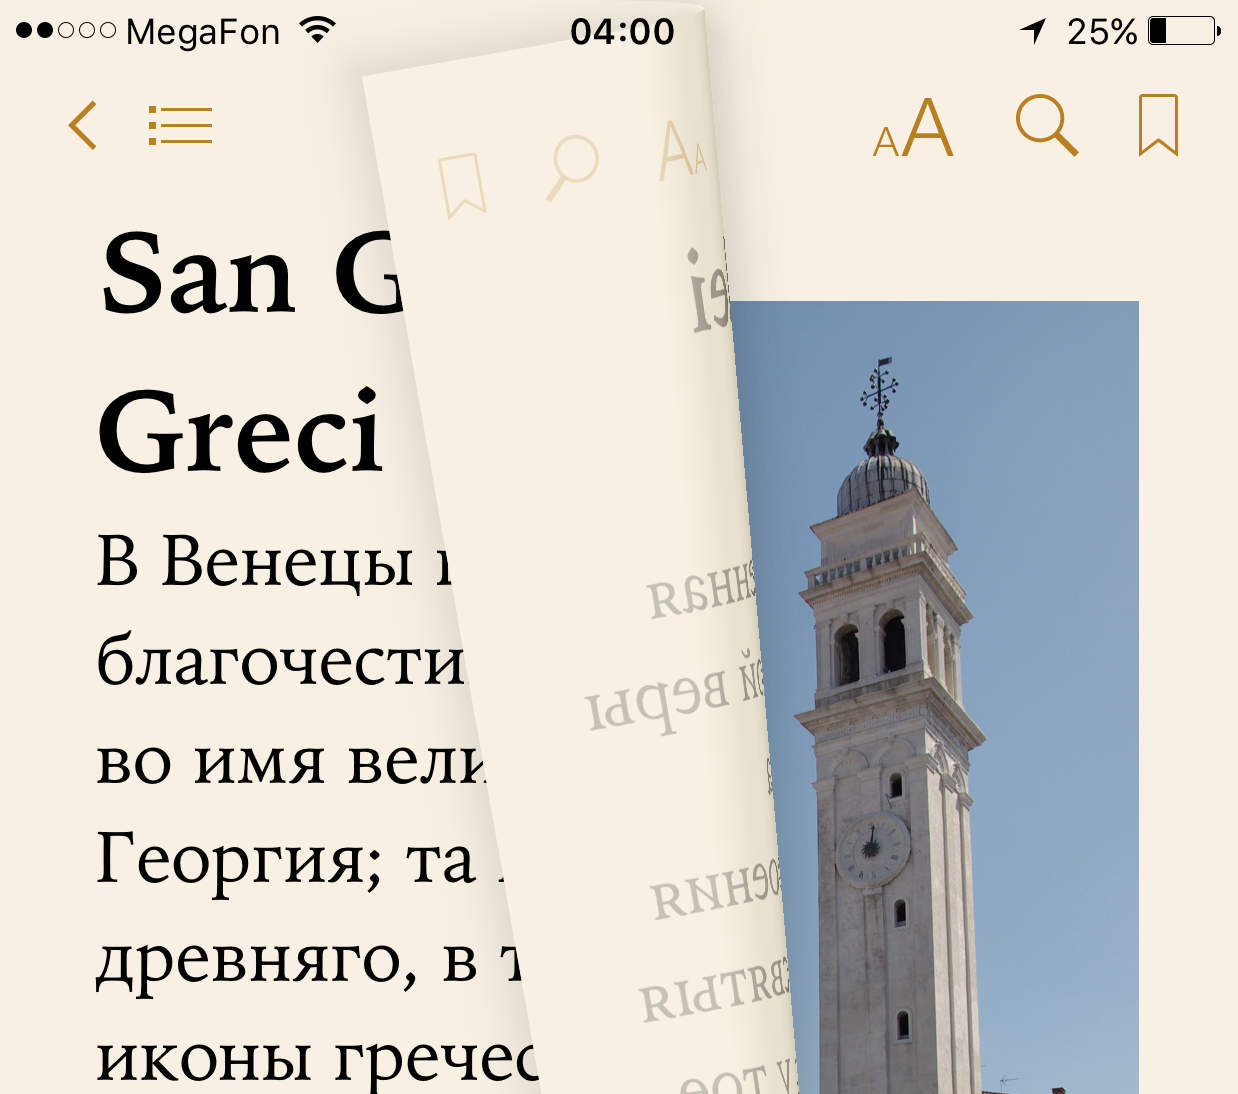 MegaFon 04:00 25%
AA
San G
Greci
В Венецы
благочести
во имя вели
Георгия; та
древняго, в
иконы гречес